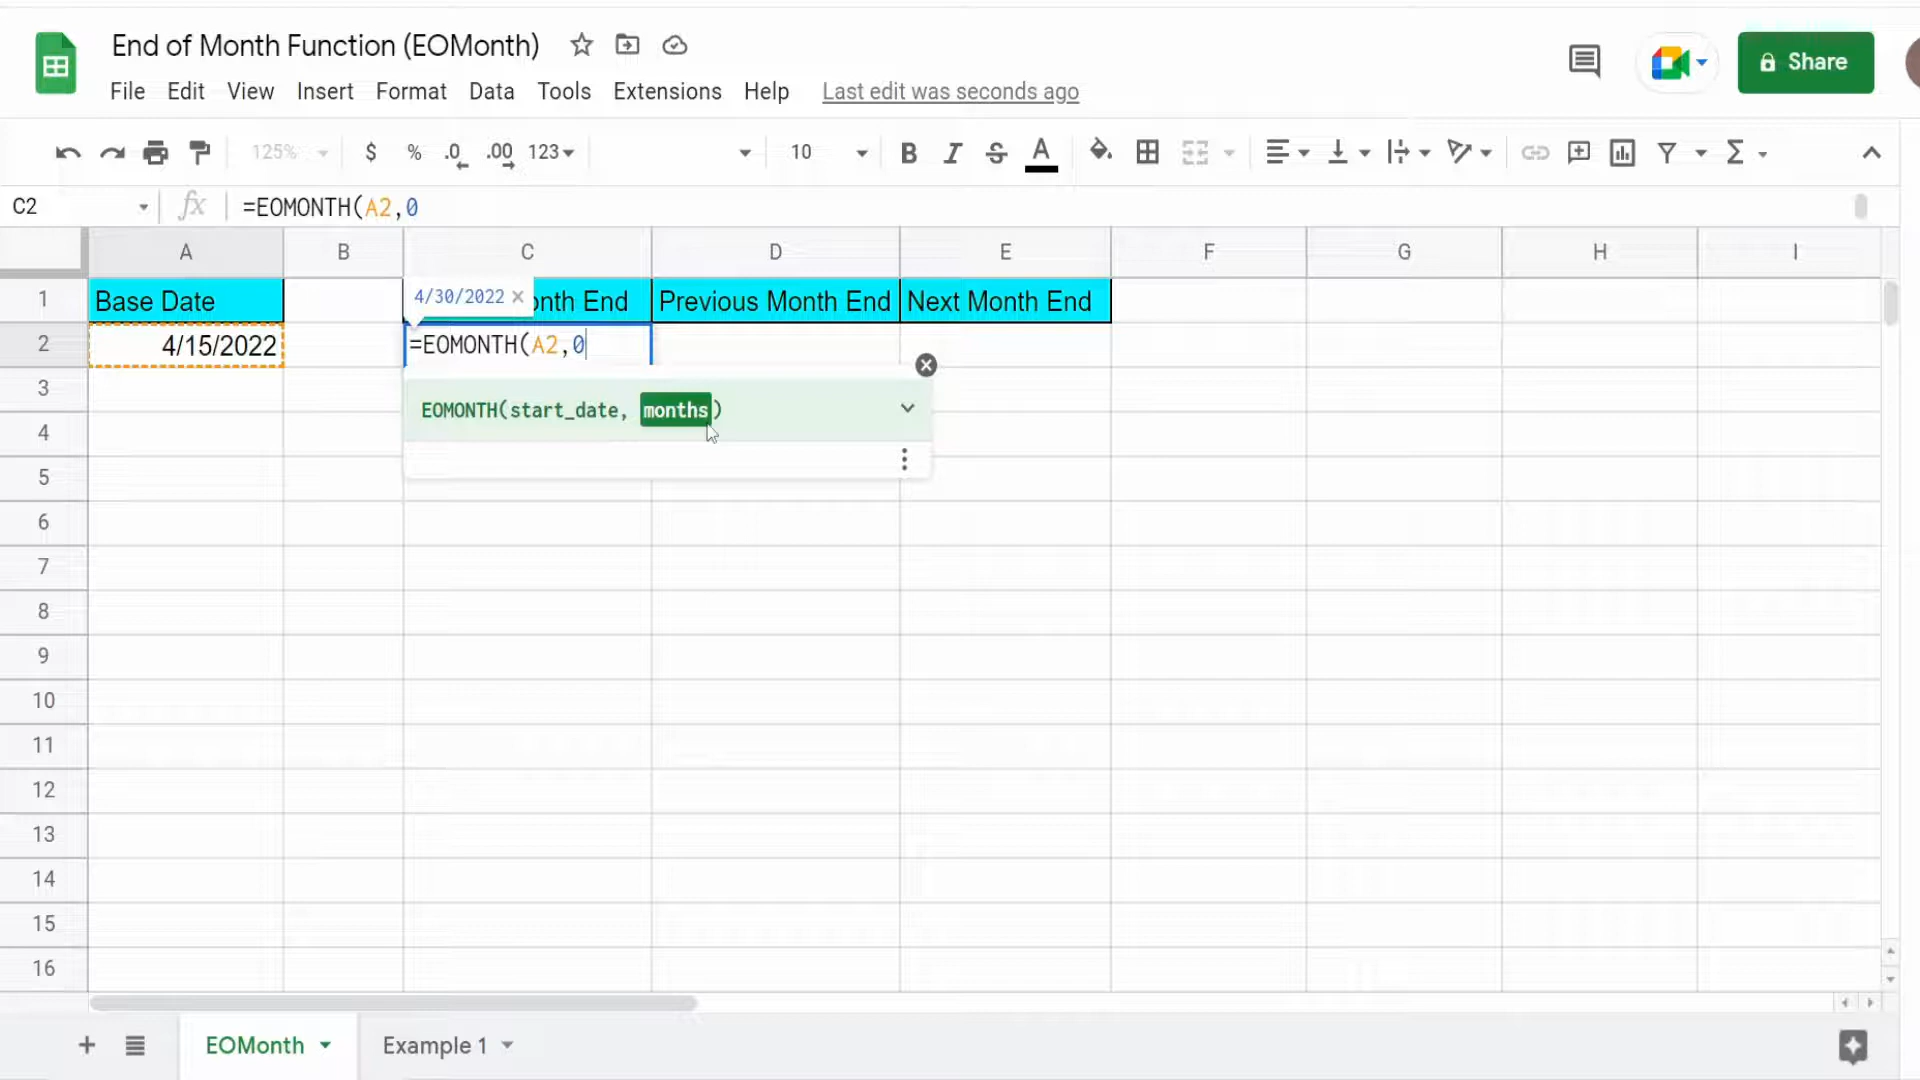 End of Month Function (EOMonth)
File Edit View Insert Format Data Tools Extensions Help Last edit was seconds ago
Share
125% $ % .0 .00 123 10 B I S A
C2 fx =EOMONTH(A2,0
A B C D E F G H I
1 Base Date 4/30/2022 × onth End Previous Month End Next Month End
2 4/15/2022 =EOMONTH(A2,0
3
EOMONTH(start_date, months)
4
5
6
7
8
9
10
11
12
13
14
15
16
+ EOMonth Example 1